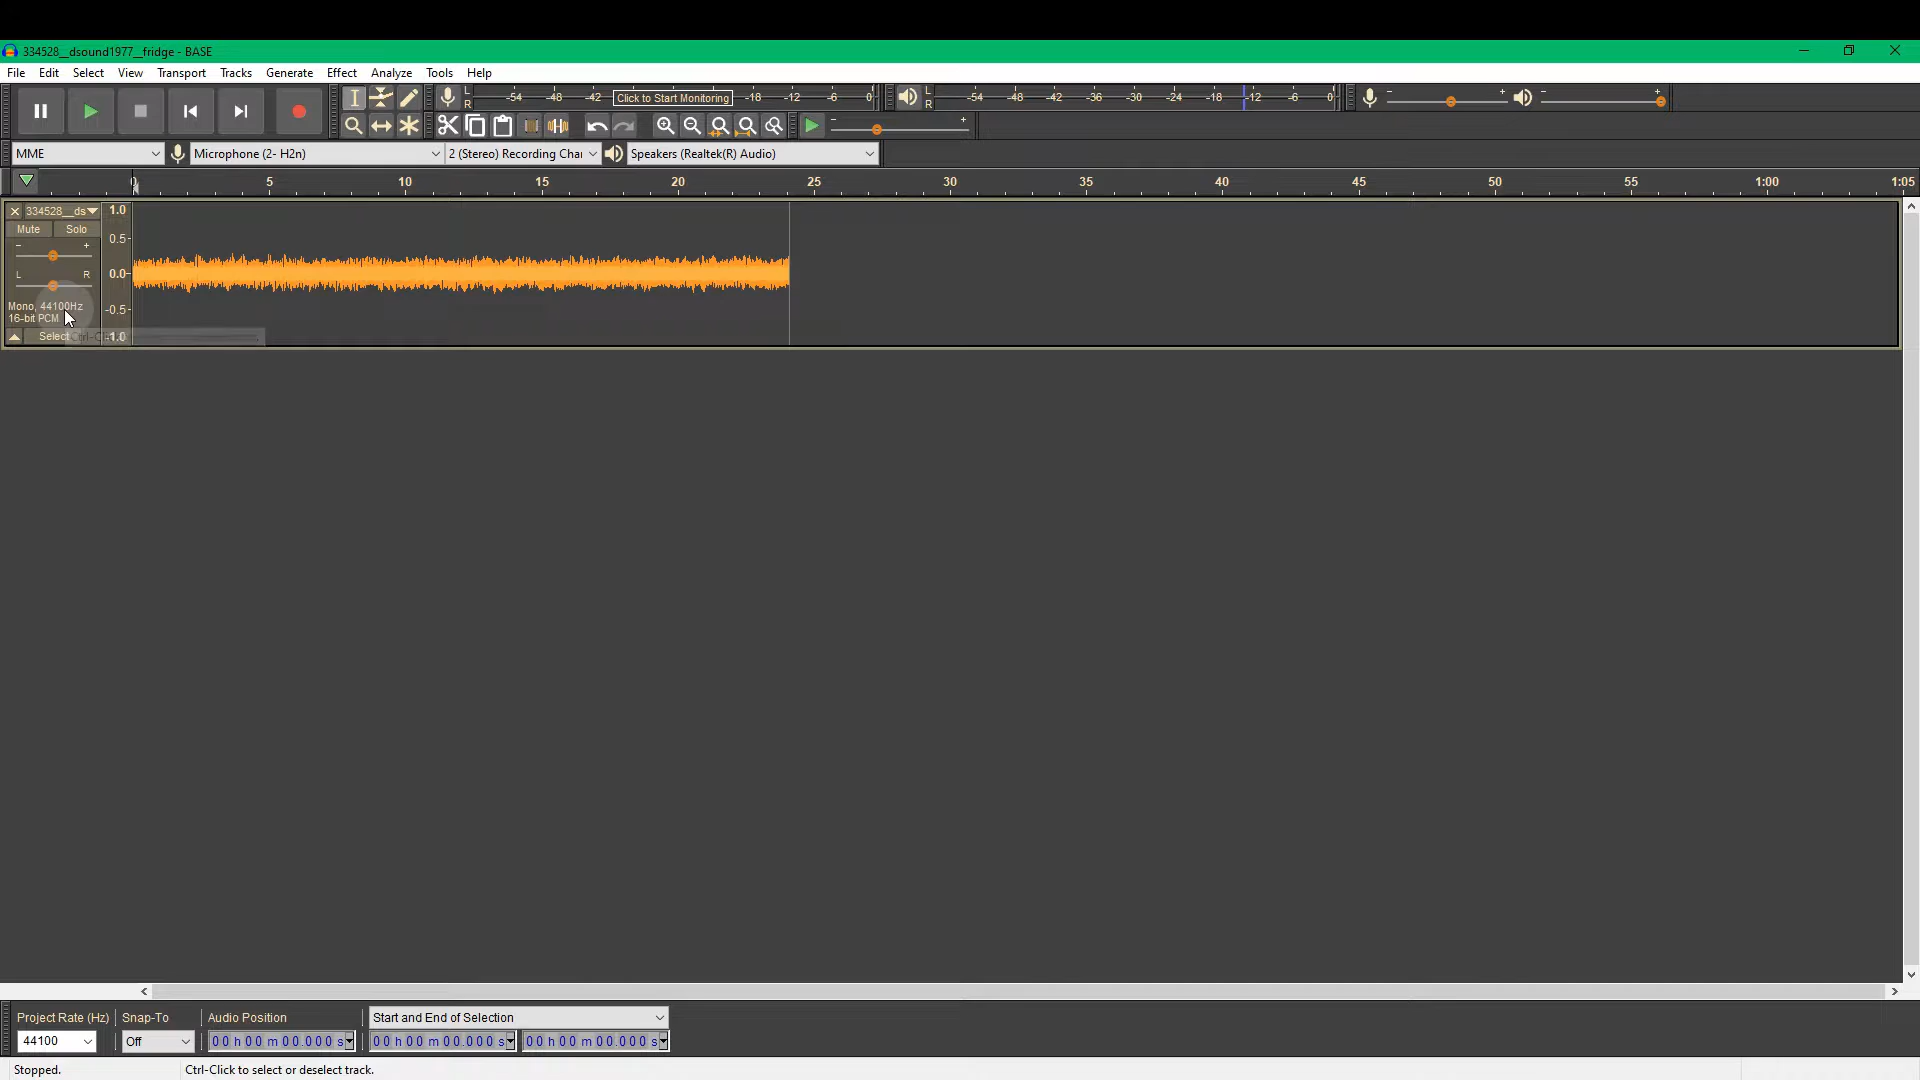 334528__dsound1977__fridge - BASE
File Edit Select View Transport Tracks Generate Effect Analyze Tools Help
L R -54 -48 -42 Click to Start Monitoring -18 -12 -6 0 L R -54 -48 -42 -36 -30 -24 -18 -12 -6 0 - + - +
- +
MME Microphone (2- H2n) 2 (Stereo) Recording Chai Speakers (Realtek(R) Audio)
0 5 10 15 20 25 30 35 40 45 50 55 1:00 1:05
334528__ds 1.0
Mute Solo
0.5
- +
L R 0.0
Mono, 44100Hz -0.5
16-bit PCM
Select -1.0
Project Rate (Hz) Snap-To Audio Position Start and End of Selection
44100 Off 00 h 00 m 00.000 s 00 h 00 m 00.000 s 00 h 00 m 00.000 s
Stopped. Ctrl-Click to select or deselect track.